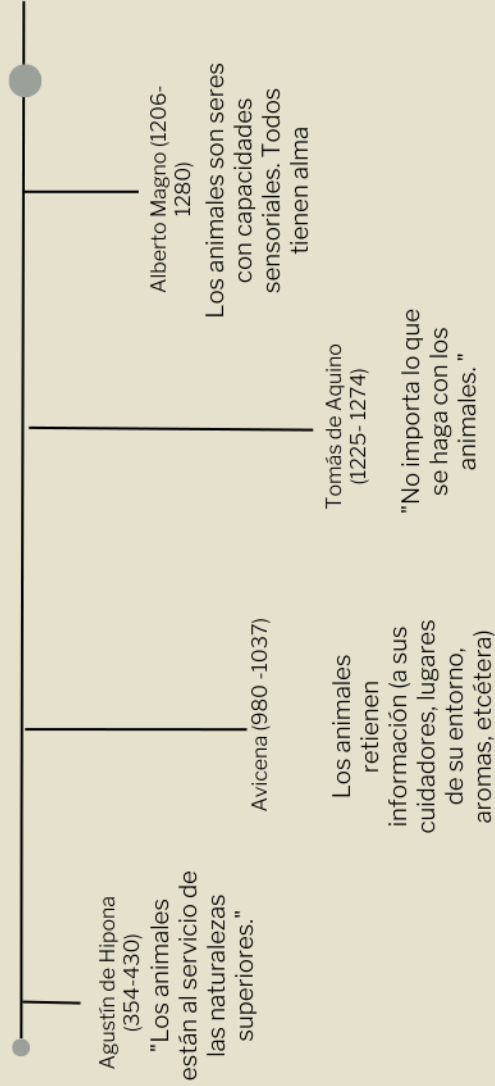 Agustín de Hipona
(354-430)
"Los animales
están al servicio de
las naturalezas
superiores."
Avicena (980 -1037)
Los animales
retienen
información (a sus
cuidadores, lugares
de su entorno,
aromas, etcétera)
Tomás de Aquino
(1225- 1274)
"No importa lo que
se haga con los
animales. "
Alberto Magno (1206-
1280)
Los animales son seres
con capacidades
sensoriales. Todos
tienen alma